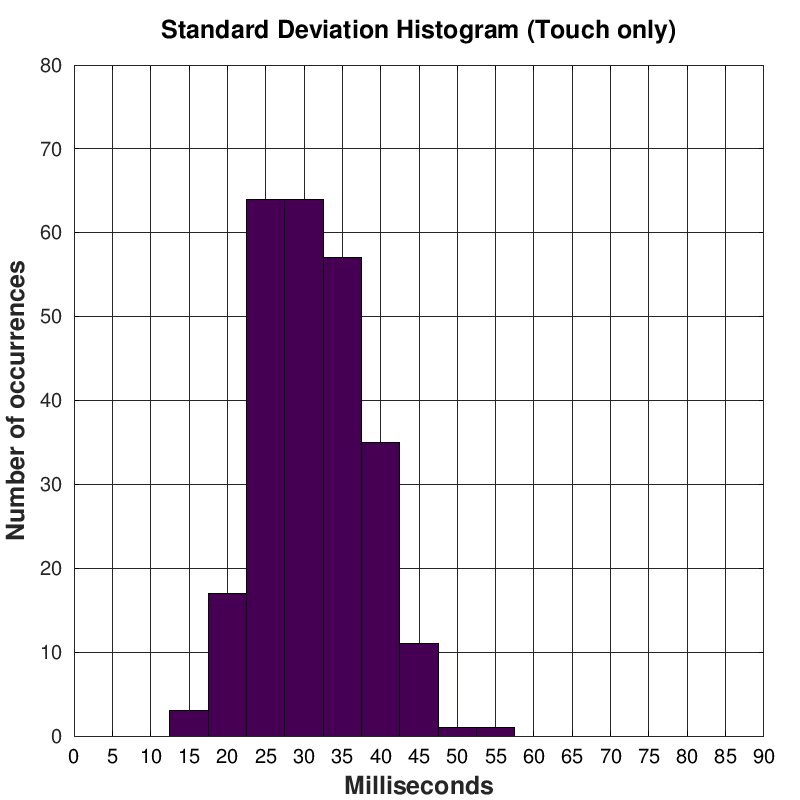 Standard Deviation Histogram (Touch only)
80
70
60
50
40
30
20
10
0
Number of occurrences
0 5 10 15 20 25 30 35 40 45 50 55 60 65 70 75 80 85 90
Milliseconds